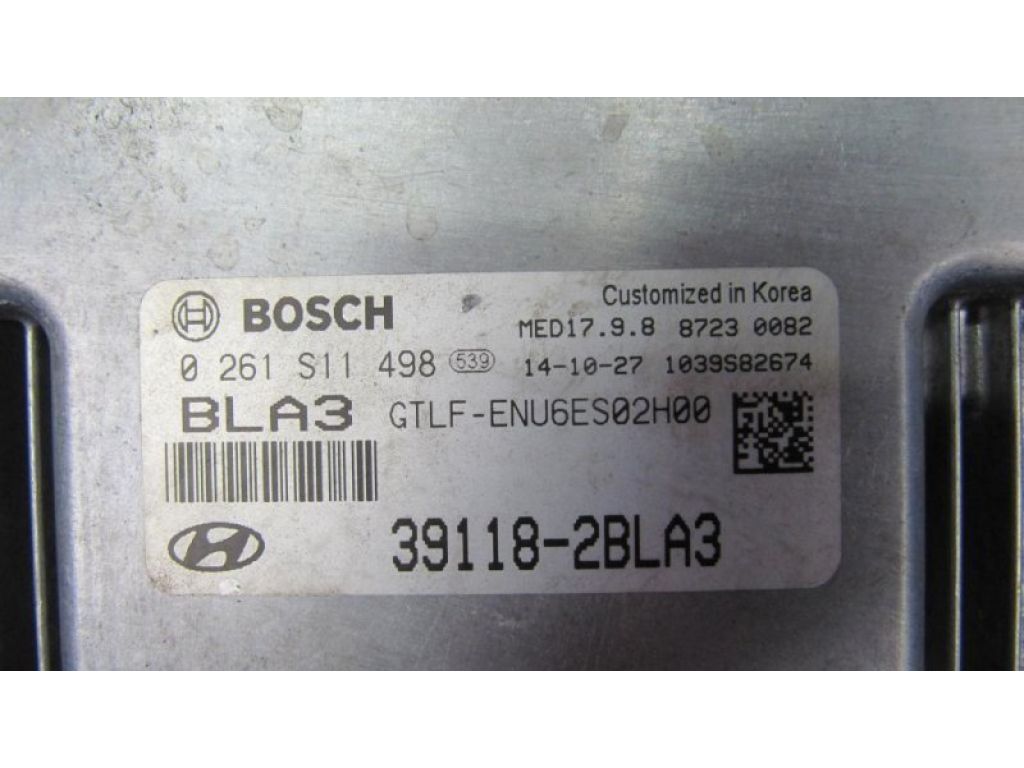 BOSCH
Customized in Korea
MED17.9.8 8723 0082
0 261 S11 498 539 14-10-27 1039S82674
BLA3 GTLF-ENU6ES02H00
39118-2BLA3